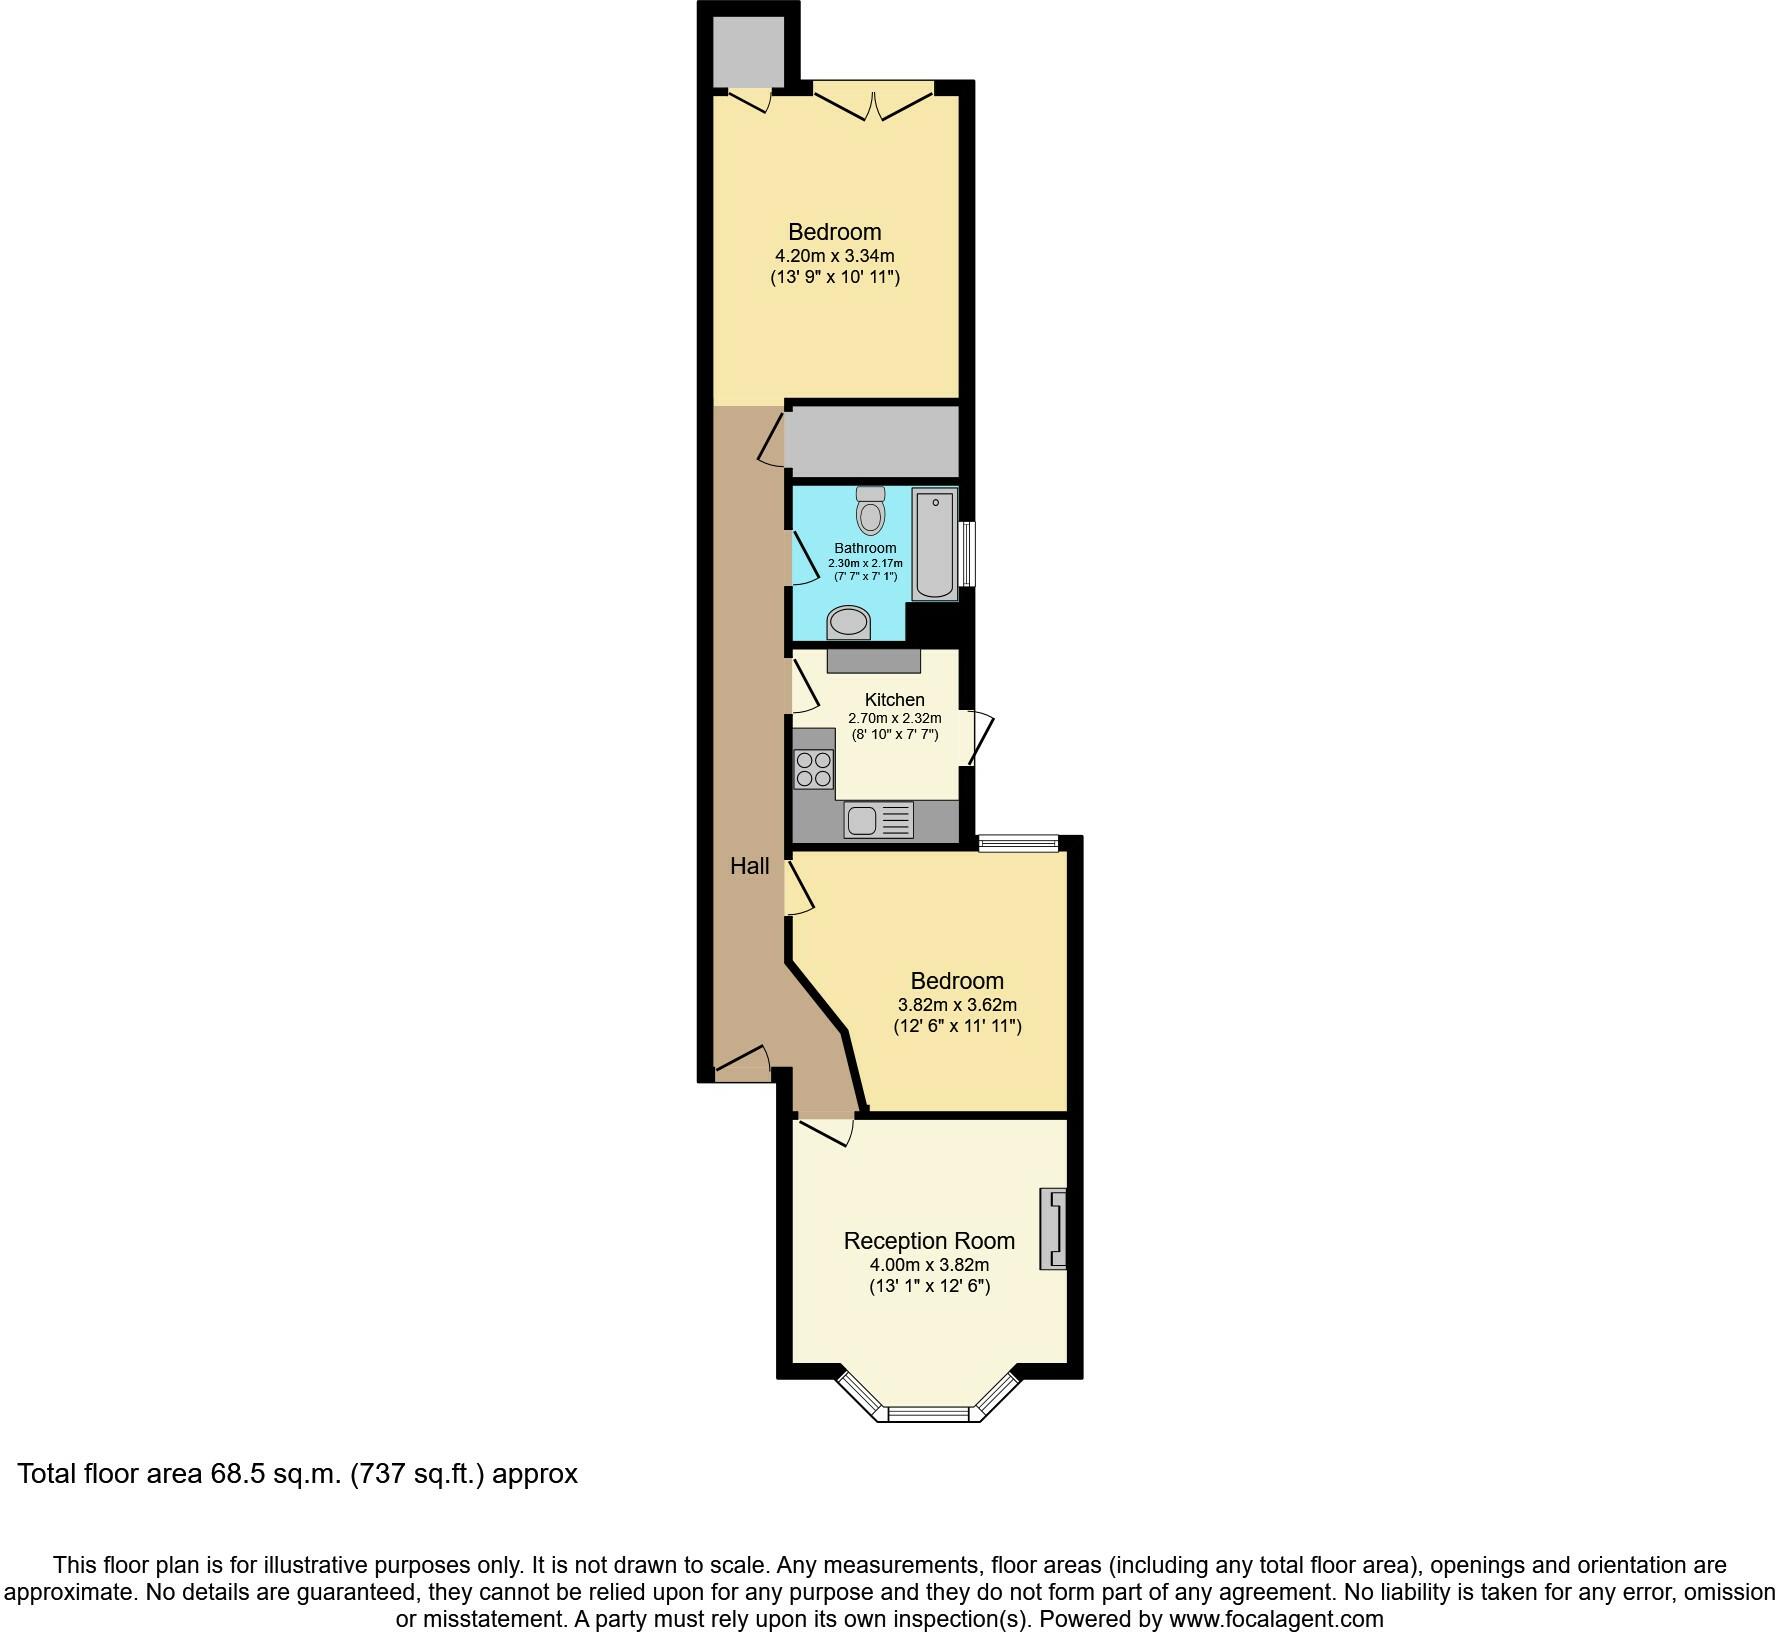 Bedroom
4.20m x 3.34m
(13' 9" x 10' 11")
Bathroom
2.30m x 2.17m
(7' 7" x 7' 1")
Kitchen
2.70m x 2.32m
(8' 10" x 7' 7")
Hall
Bedroom
3.82m x 3.62m
(12' 6" x 11' 11")
Reception Room
4.00m x 3.82m
(13' 1" x 12' 6")
Total floor area 68.5 sq.m. (737 sq.ft.) approx
This floor plan is for illustrative purposes only. It is not drawn to scale. Any measurements, floor areas (including any total floor area), openings and orientation are
approximate. No details are guaranteed, they cannot be relied upon for any purpose and they do not form part of any agreement. No liability is taken for any error, omission
or misstatement. A party must rely upon its own inspection(s). Powered by www.focalagent.com